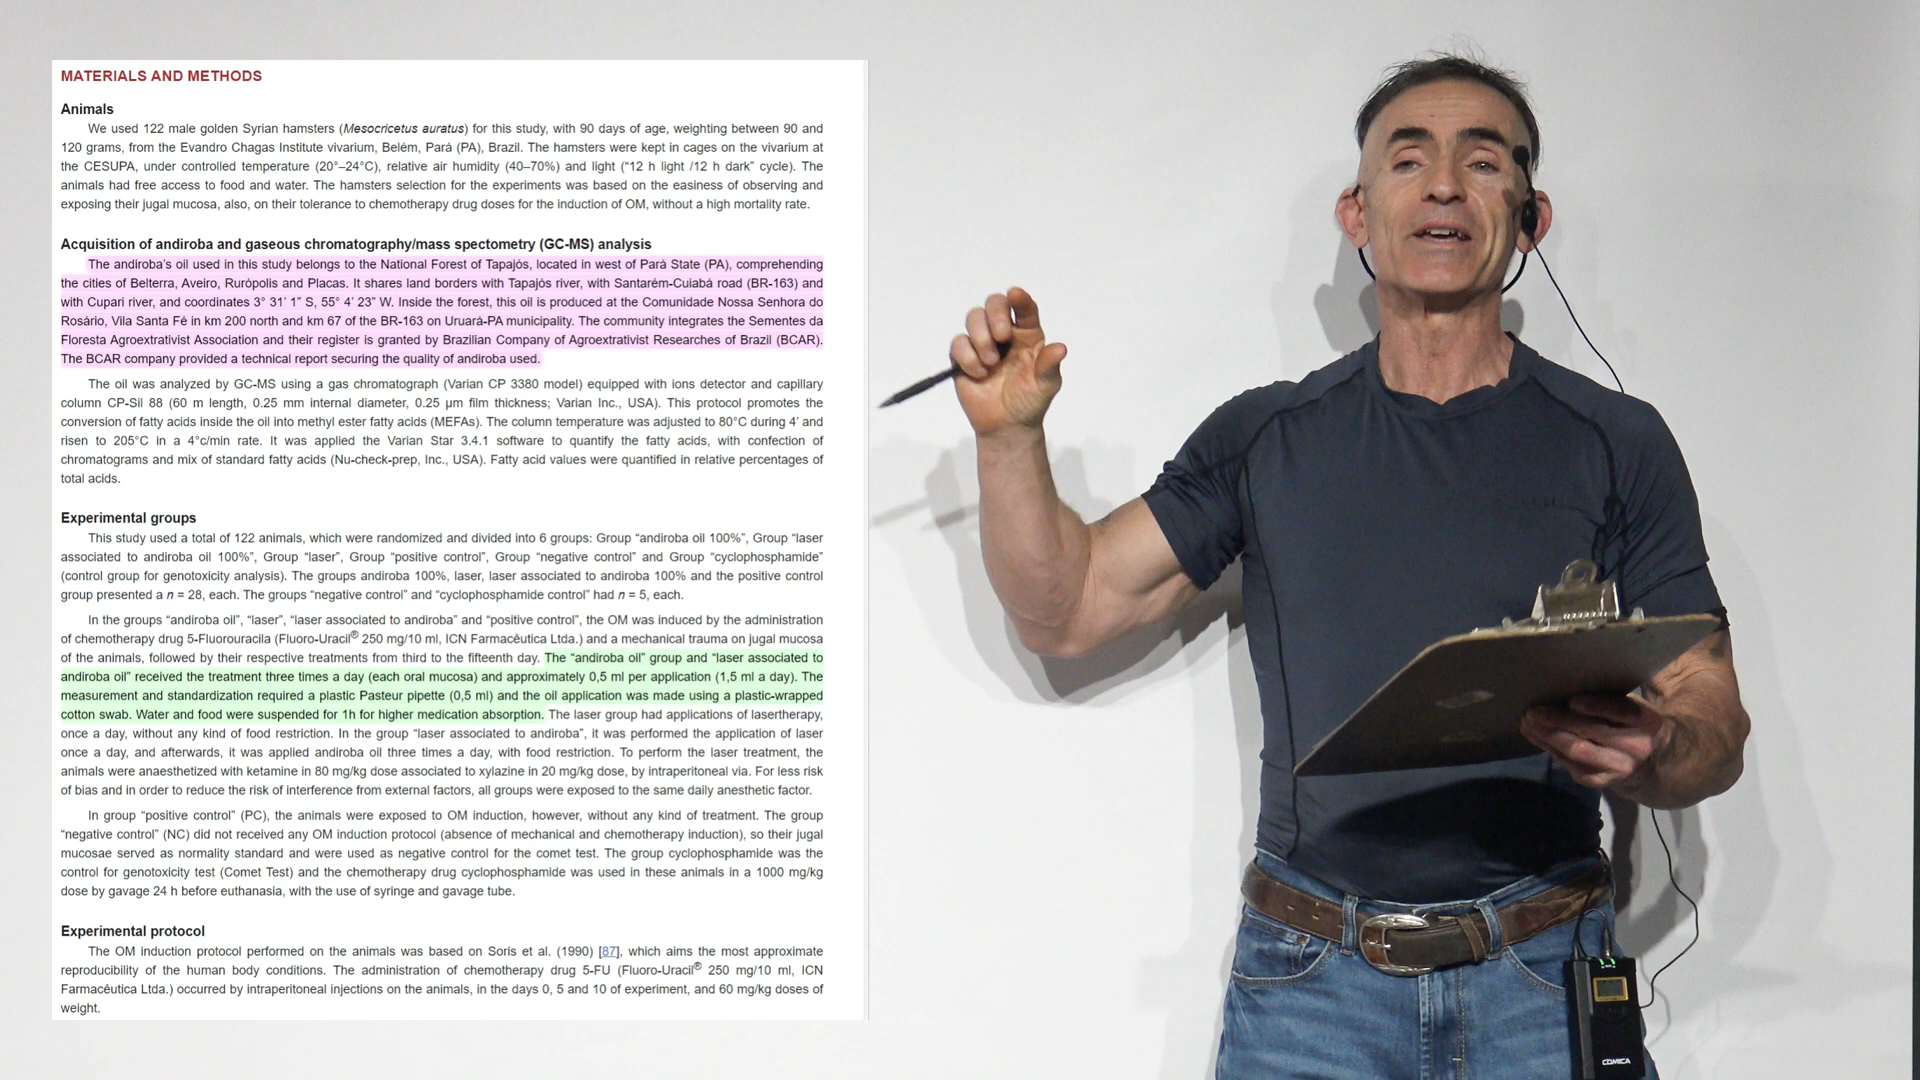 MATERIALS AND METHODS
Animals
We used 122 male golden Syrian hamsters (Mesocricetus auratus) for this study, with 90 days of age, weighting between 90 and
120 grams, from the Evandro Chagas Institute vivarium, Belém, Pará (PA), Brazil. The hamsters were kept in cages on the vivarium at
the CESUPA, under controlled temperature (20°–24°C), relative air humidity (40–70%) and light (“12 h light /12 h dark” cycle). The
animals had free access to food and water. The hamsters selection for the experiments was based on the easiness of observing and
exposing their jugal mucosa, also, on their tolerance to chemotherapy drug doses for the induction of OM, without a high mortality rate.
Acquisition of andiroba and gaseous chromatography/mass spectometry (GC-MS) analysis
The andiroba’s oil used in this study belongs to the National Forest of Tapajós, located in west of Pará State (PA), comprehending
the cities of Belterra, Aveiro, Rurópolis and Placas. It shares land borders with Tapajós river, with Santarém-Cuiabá road (BR-163) and
with Cupari river, and coordinates 3° 31’ 1” S, 55° 4’ 23” W. Inside the forest, this oil is produced at the Comunidade Nossa Senhora do
Rosário, Vila Santa Fé in km 200 north and km 67 of the BR-163 on Uruará-PA municipality. The community integrates the Sementes da
Floresta Agroextrativist Association and their register is granted by Brazilian Company of Agroextrativist Researches of Brazil (BCAR).
The BCAR company provided a technical report securing the quality of andiroba used.
The oil was analyzed by GC-MS using a gas chromatograph (Varian CP 3380 model) equipped with ions detector and capillary
column CP-Sil 88 (60 m length, 0.25 mm internal diameter, 0.25 μm film thickness; Varian Inc., USA). This protocol promotes the
conversion of fatty acids inside the oil into methyl ester fatty acids (MEFAs). The column temperature was adjusted to 80°C during 4’ and
risen to 205°C in a 4°c/min rate. It was applied the Varian Star 3.4.1 software to quantify the fatty acids, with confection of
chromatograms and mix of standard fatty acids (Nu-check-prep, Inc., USA). Fatty acid values were quantified in relative percentages of
total acids.
Experimental groups
This study used a total of 122 animals, which were randomized and divided into 6 groups: Group “andiroba oil 100%”, Group “laser
associated to andiroba oil 100%”, Group “laser”, Group “positive control”, Group “negative control” and Group “cyclophosphamide”
(control group for genotoxicity analysis). The groups andiroba 100%, laser, laser associated to andiroba 100% and the positive control
group presented a n = 28, each. The groups “negative control” and “cyclophosphamide control” had n = 5, each.
In the groups “andiroba oil”, “laser”, “laser associated to andiroba” and “positive control”, the OM was induced by the administration
of chemotherapy drug 5-Fluorouracila (Fluoro-Uracil® 250 mg/10 ml, ICN Farmacêutica Ltda.) and a mechanical trauma on jugal mucosa
of the animals, followed by their respective treatments from third to the fifteenth day. The “andiroba oil” group and “laser associated to
andiroba oil” received the treatment three times a day (each oral mucosa) and approximately 0,5 ml per application (1,5 ml a day). The
measurement and standardization required a plastic Pasteur pipette (0,5 ml) and the oil application was made using a plastic-wrapped
cotton swab. Water and food were suspended for 1h for higher medication absorption. The laser group had applications of lasertherapy,
once a day, without any kind of food restriction. In the group “laser associated to andiroba”, it was performed the application of laser
once a day, and afterwards, it was applied andiroba oil three times a day, with food restriction. To perform the laser treatment, the
animals were anaesthetized with ketamine in 80 mg/kg dose associated to xylazine in 20 mg/kg dose, by intraperitoneal via. For less risk
of bias and in order to reduce the risk of interference from external factors, all groups were exposed to the same daily anesthetic factor.
In group “positive control” (PC), the animals were exposed to OM induction, however, without any kind of treatment. The group
“negative control” (NC) did not received any OM induction protocol (absence of mechanical and chemotherapy induction), so their jugal
mucosae served as normality standard and were used as negative control for the comet test. The group cyclophosphamide was the
control for genotoxicity test (Comet Test) and the chemotherapy drug cyclophosphamide was used in these animals in a 1000 mg/kg
dose by gavage 24 h before euthanasia, with the use of syringe and gavage tube.
Experimental protocol
The OM induction protocol performed on the animals was based on Soris et al. (1990) [87], which aims the most approximate
reproducibility of the human body conditions. The administration of chemotherapy drug 5-FU (Fluoro-Uracil® 250 mg/10 ml, ICN
Farmacêutica Ltda.) occurred by intraperitoneal injections on the animals, in the days 0, 5 and 10 of experiment, and 60 mg/kg doses of
weight.
COMICA